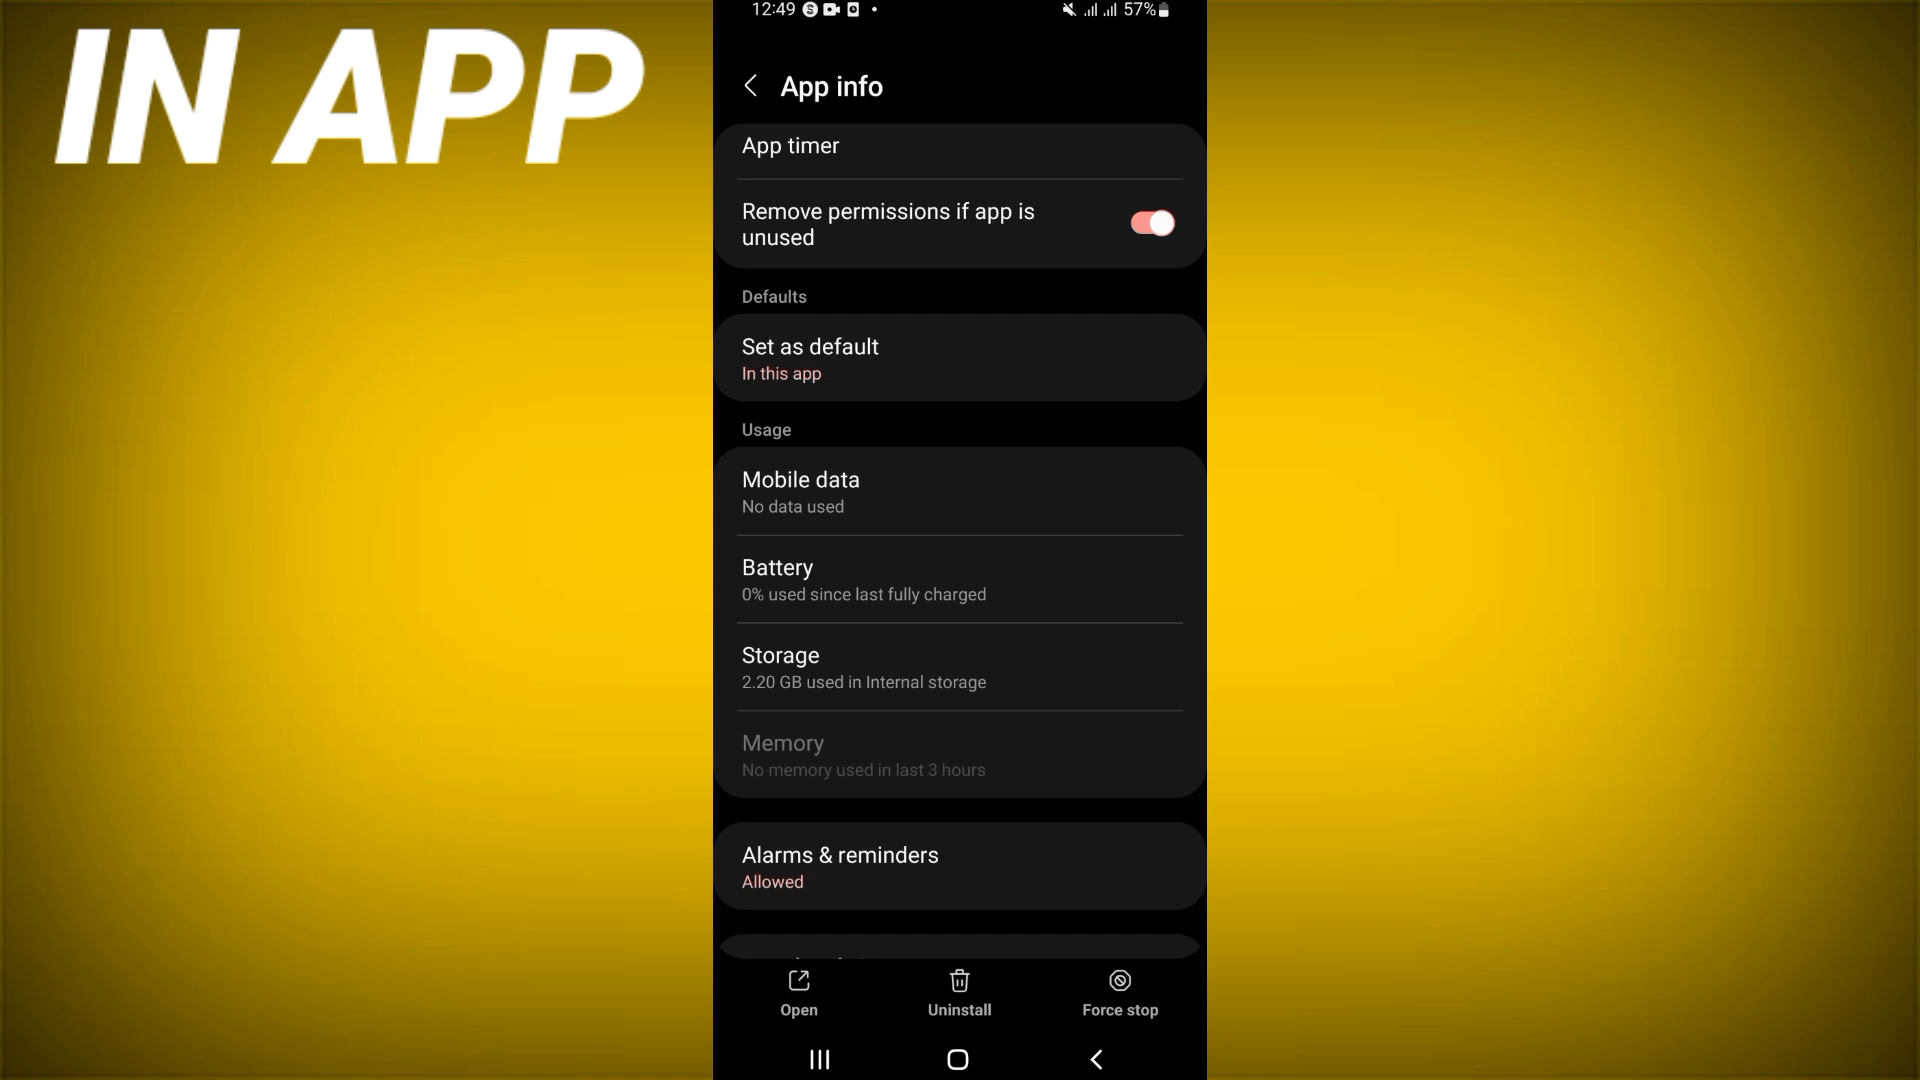 IN APP
12:49
57%
App info
App timer
Remove permissions if app is
unused
Defaults
Set as default
In this app
Usage
Mobile data
No data used
Battery
0% used since last fully charged
Storage
2.20 GB used in Internal storage
Memory
No memory used in last 3 hours
Alarms & reminders
Allowed
Open
Uninstall
Force stop